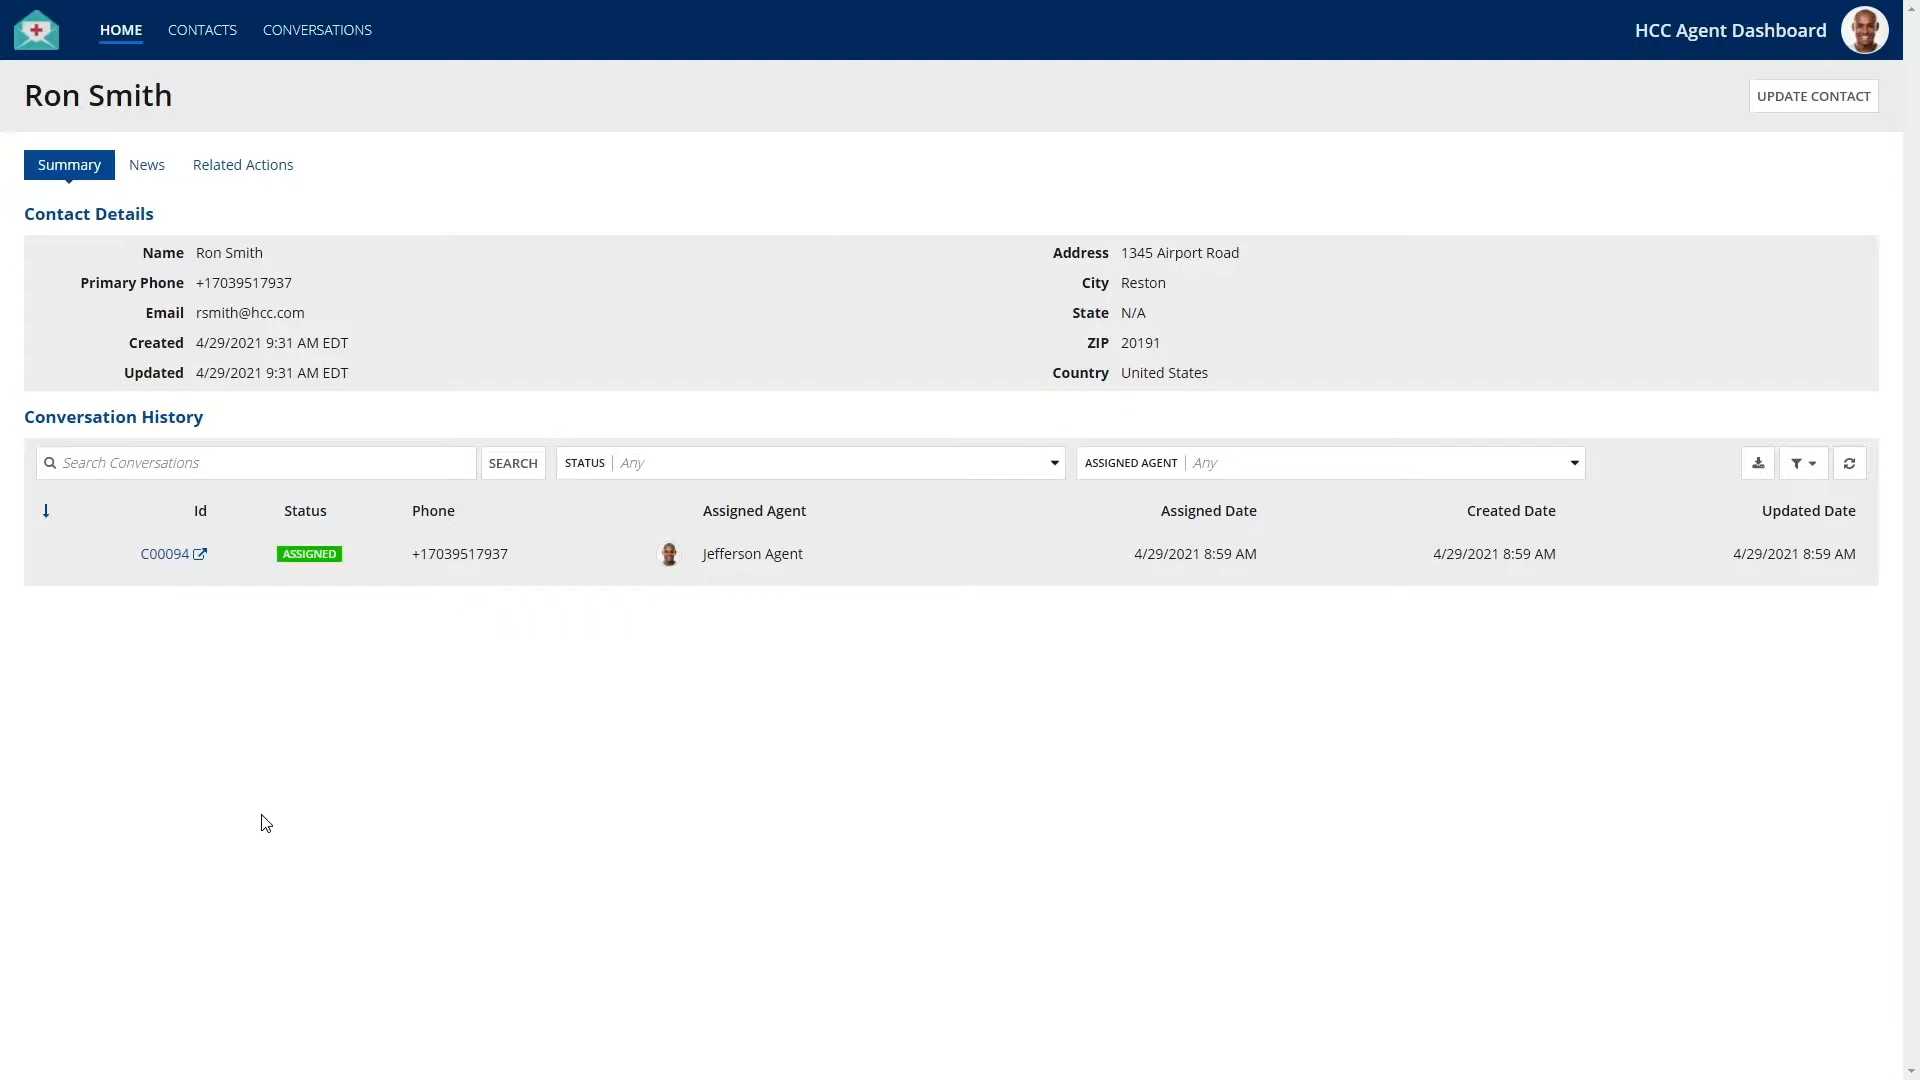 HOME CONTACTS CONVERSATIONS HCC Agent Dashboard
Ron Smith UPDATE CONTACT
Summary News Related Actions
Contact Details
Name Ron Smith Address 1345 Airport Road
Primary Phone +17039517937 City Reston
Email rsmith@hcc.com State N/A
Created 4/29/2021 9:31 AM EDT ZIP 20191
Updated 4/29/2021 9:31 AM EDT Country United States
Conversation History
Search Conversations SEARCH STATUS Any ASSIGNED AGENT Any
Id Status Phone Assigned Agent Assigned Date Created Date Updated Date
C00094 ASSIGNED +17039517937 Jefferson Agent 4/29/2021 8:59 AM 4/29/2021 8:59 AM 4/29/2021 8:59 AM